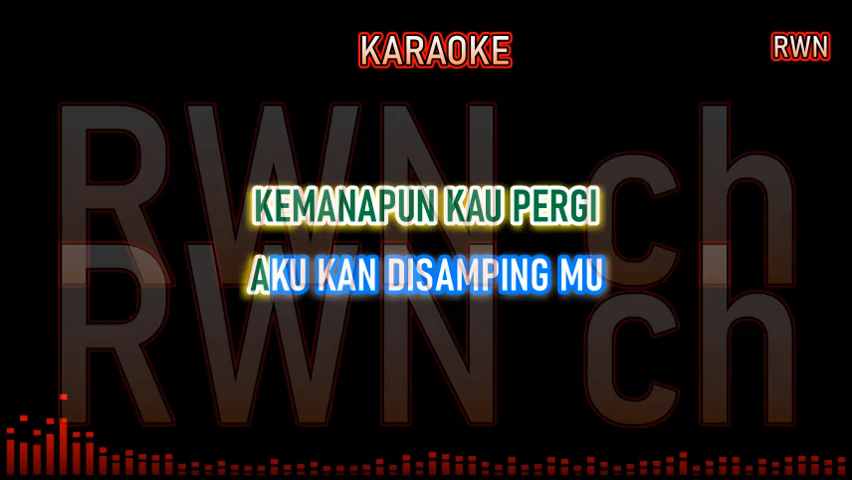 KARAOKE
RWN
RWN ch
KEMANAPUN KAU PERGI
AKU KAN DISAMPING MU
RWN ch